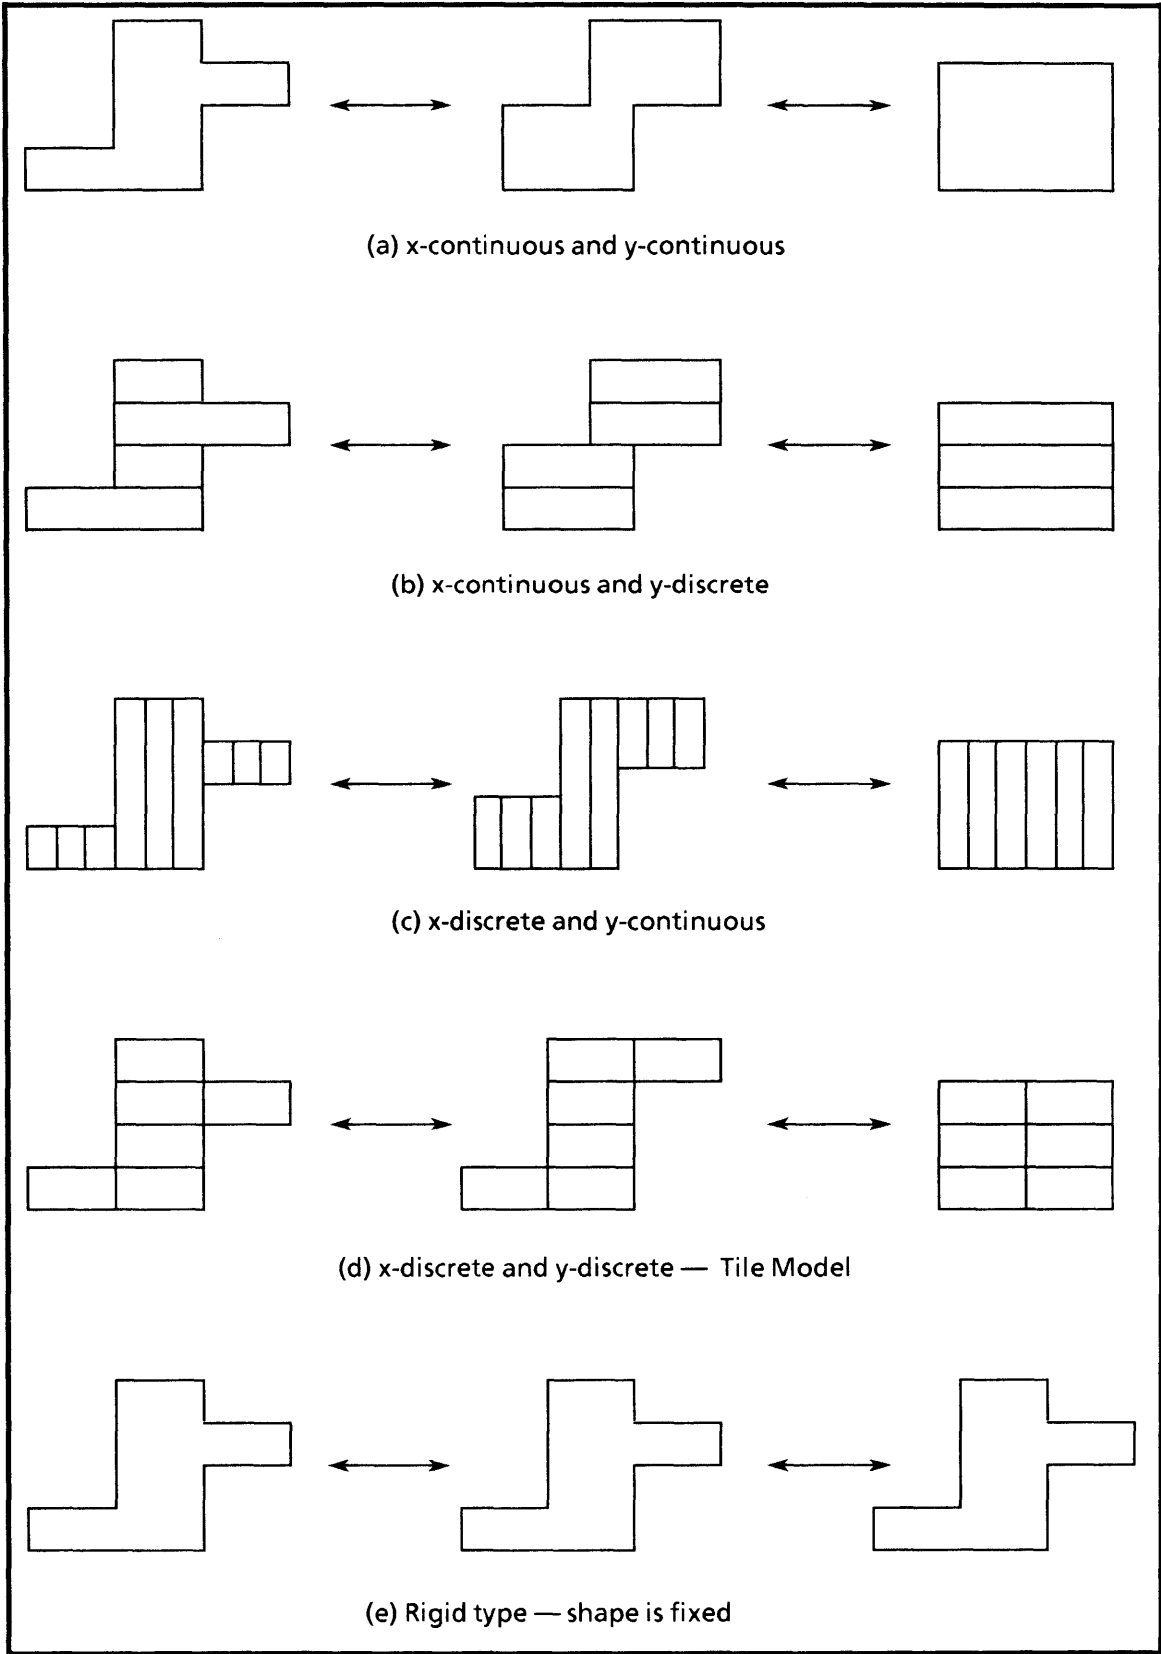 (a) x-continuous and y-continuous
(b) x-continuous and y-discrete
(c) x-discrete and y-continuous
(d) x-discrete and y-discrete — Tile Model
(e) Rigid type — shape is fixed